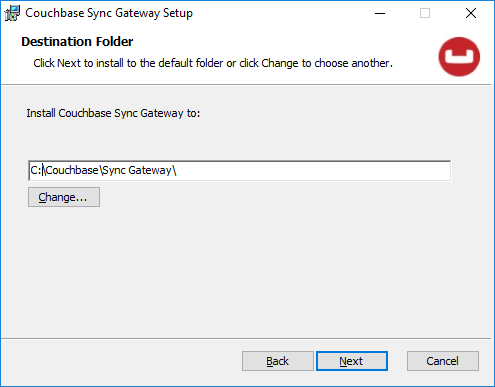 Couchbase Sync Gateway Setup
Destination Folder
Click Next to install to the default folder or click Change to choose another.
Install Couchbase Sync Gateway to:
C:\Couchbase\Sync Gateway\
Change...
Back Next Cancel